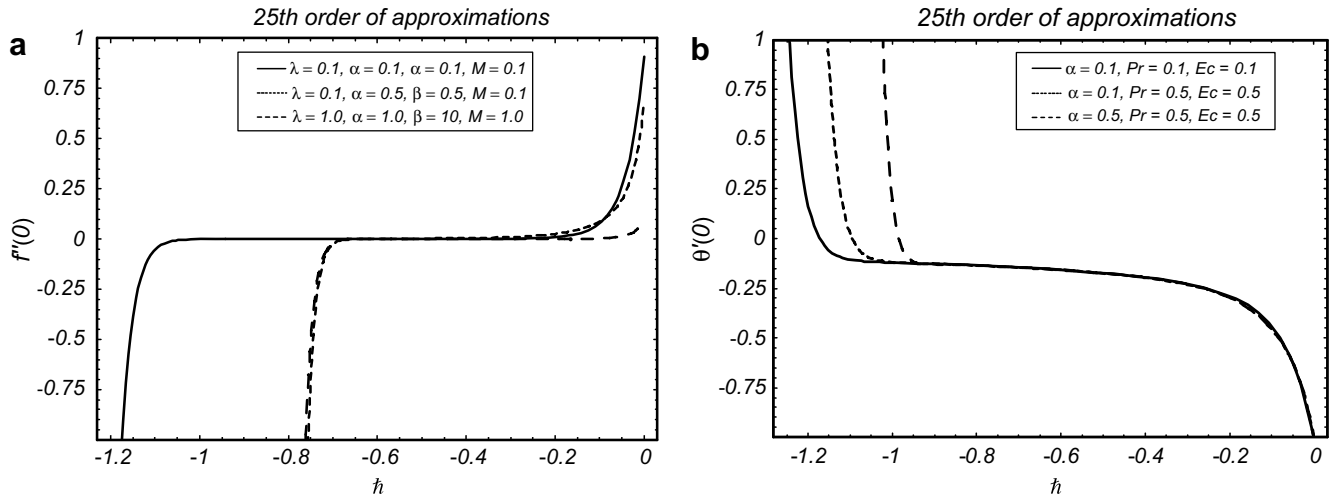 25th order of approximations
a
1
0.75
0.5
0.25
0
-0.25
-0.5
-0.75
f''(0)
λ = 0.1, α = 0.1, α = 0.1, M = 0.1
λ = 0.1, α = 0.5, β = 0.5, M = 0.1
λ = 1.0, α = 1.0, β = 10, M = 1.0
-1.2 -1 -0.8 -0.6 -0.4 -0.2 0
ℏ
25th order of approximations
b
1
0.75
0.5
0.25
0
-0.25
-0.5
-0.75
θ'(0)
α = 0.1, Pr = 0.1, Ec = 0.1
α = 0.1, Pr = 0.5, Ec = 0.5
α = 0.5, Pr = 0.5, Ec = 0.5
-1.2 -1 -0.8 -0.6 -0.4 -0.2 0
ℏ